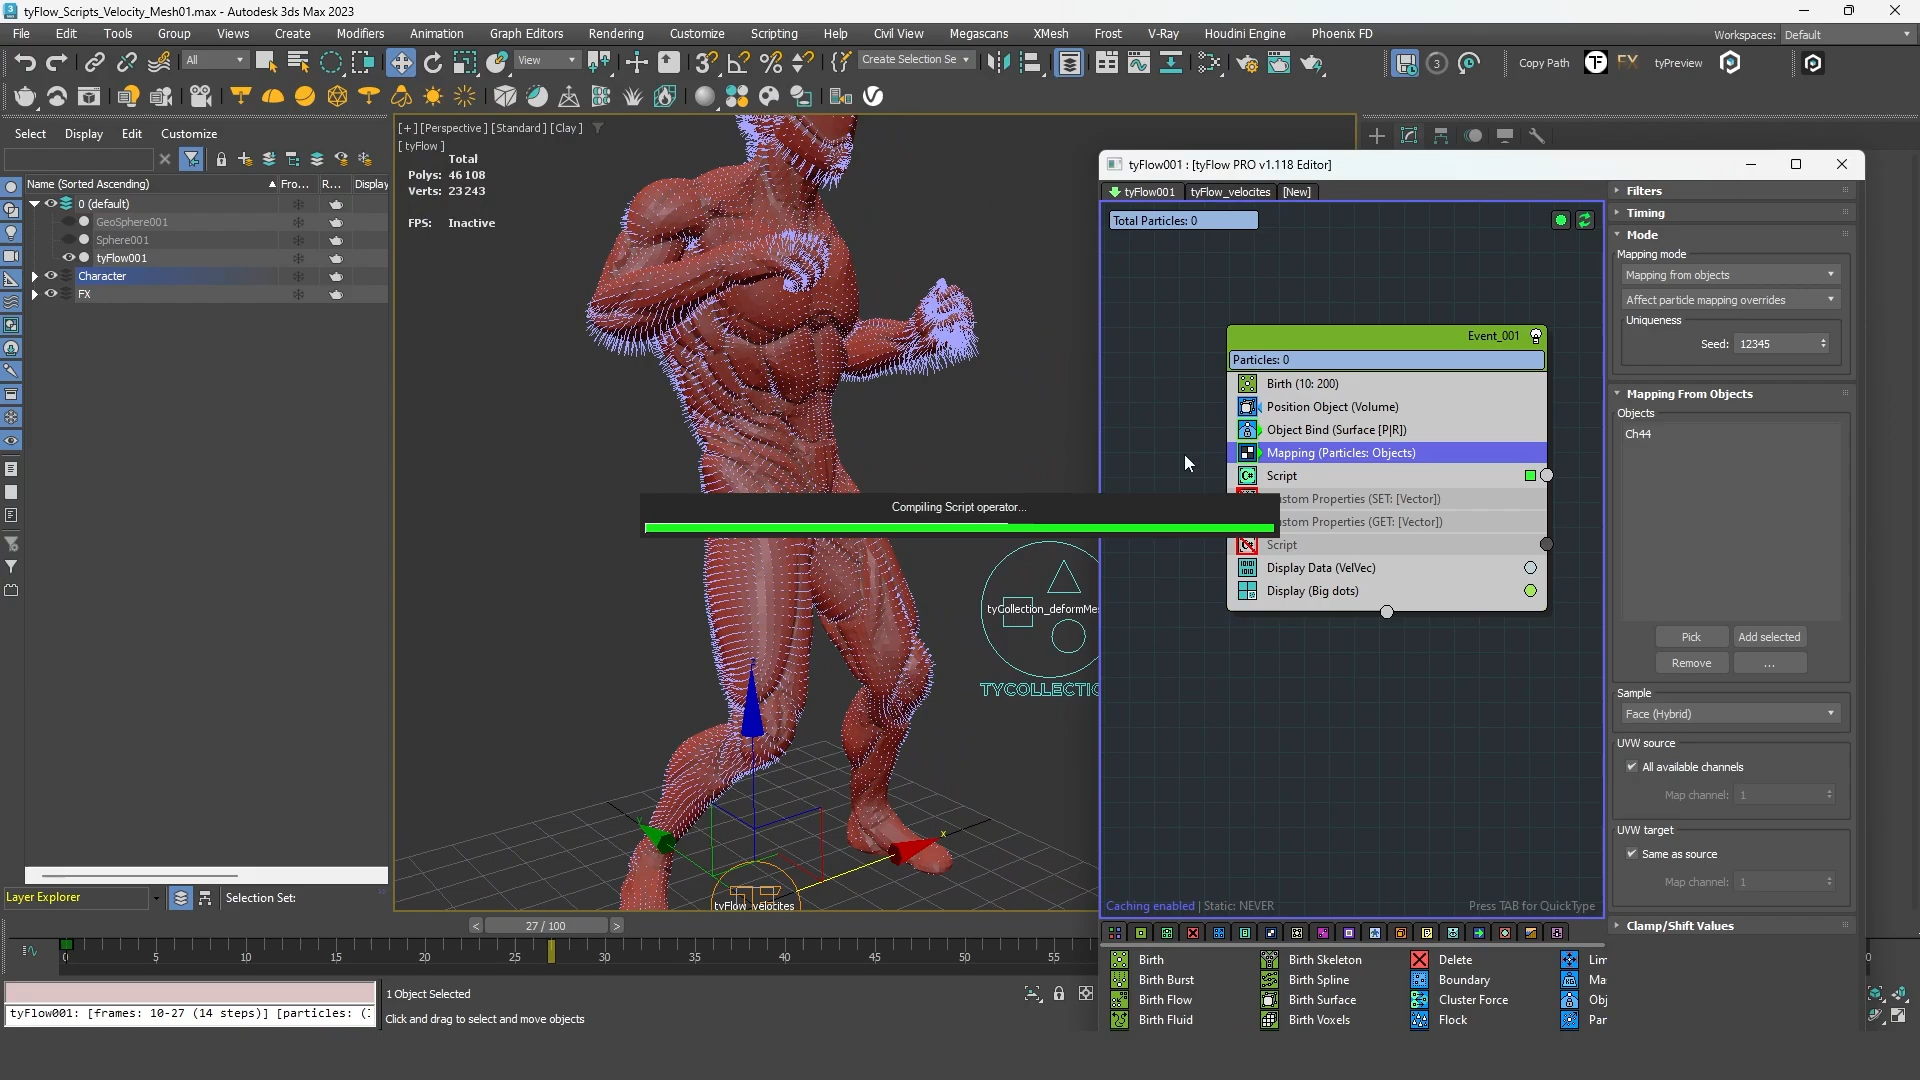 tyFlow_Scripts_Velocity_Mesh01.max - Autodesk 3ds Max 2023
File Edit Tools Group Views Create Modifiers Animation Graph Editors Rendering Customize Scripting Help Civil View Megascans XMesh Frost V-Ray Houdini Engine Phoenix FD
Workspaces: Default
All
View
Create Selection Se
3
Copy Path
FX
tyPreview
Select Display Edit Customize
Name (Sorted Ascending) Fro... R... Display
0 (default)
GeoSphere001
Sphere001
tyFlow001
Character
FX
[+] [Perspective] [Standard] [Clay]
[ tyFlow ]
Total
Polys: 46 108
Verts: 23 243
FPS: Inactive
tyCollection_deformMe
TYCOLLECTI
tyFlow_velocites
x
y
tyFlow001 : [tyFlow PRO v1.118 Editor]
tyFlow001 tyFlow_velocites [New]
Total Particles: 0
Event_001
Particles: 0
Birth (10: 200)
Position Object (Volume)
Object Bind (Surface [P|R])
Mapping (Particles: Objects)
Script
Compiling Script operator...
stom Properties (SET: [Vector])
stom Properties (GET: [Vector])
Script
Display Data (VelVec)
Display (Big dots)
Caching enabled | Static: NEVER
Press TAB for QuickType
Filters
Timing
Mode
Mapping mode
Mapping from objects
Affect particle mapping overrides
Uniqueness
Seed: 12345
Mapping From Objects
Objects
Ch44
Pick Add selected
Remove ...
Sample
Face (Hybrid)
UVW source
All available channels
Map channel: 1
UVW target
Same as source
Map channel: 1
Clamp/Shift Values
Birth Birth Skeleton Delete Lim
Birth Burst Birth Spline Boundary Ma
Birth Flow Birth Surface Cluster Force Obj
Birth Fluid Birth Voxels Flock Par
Layer Explorer
Selection Set:
< 27 / 100 >
0 5 10 15 20 25 30 35 40 45 50 55
tyFlow001: [frames: 10-27 (14 steps)] [particles: (
1 Object Selected
Click and drag to select and move objects